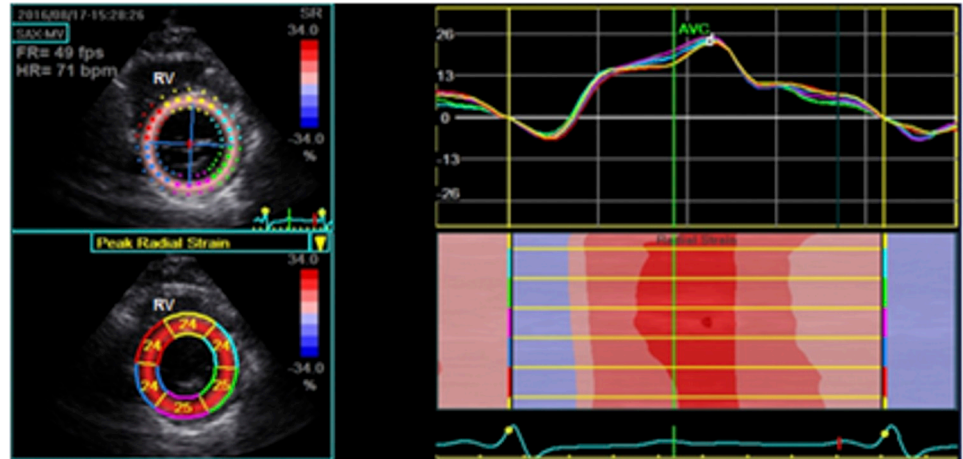 2016/08/17-15:28:26
SAX-MV
FR= 49 fps
HR= 71 bpm
SR
34.0
-34.0
%
RV
AVC
26
13
0
-13
-26
Peak Radial Strain
34.0
-34.0
%
RV
24
24
24
24
25
25
Radial Strain